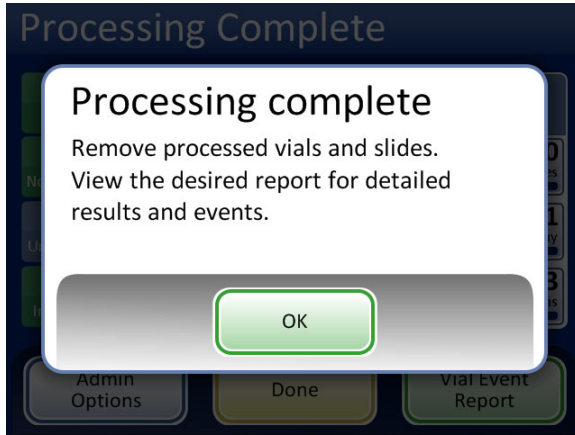 Processing Complete
Processing complete
Remove processed vials and slides.
View the desired report for detailed
results and events.
OK
Admin
Options
Done
Vial Event
Report